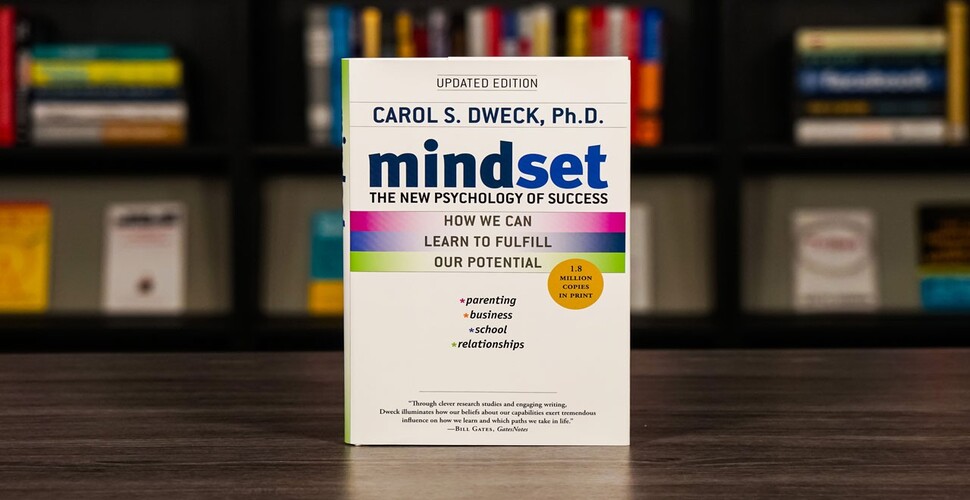 UPDATED EDITION
CAROL S. DWECK, Ph.D.
mindset
THE NEW PSYCHOLOGY OF SUCCESS
HOW WE CAN
LEARN TO FULFILL
OUR POTENTIAL
1.8
MILLION
COPIES
IN PRINT
*parenting
*business
*school
*relationships
"Through clever research studies and engaging writing,
Dweck illuminates how our beliefs about our capabilities exert tremendous
influence on how we learn and which paths we take in life."
—BILL GATES, GatesNotes